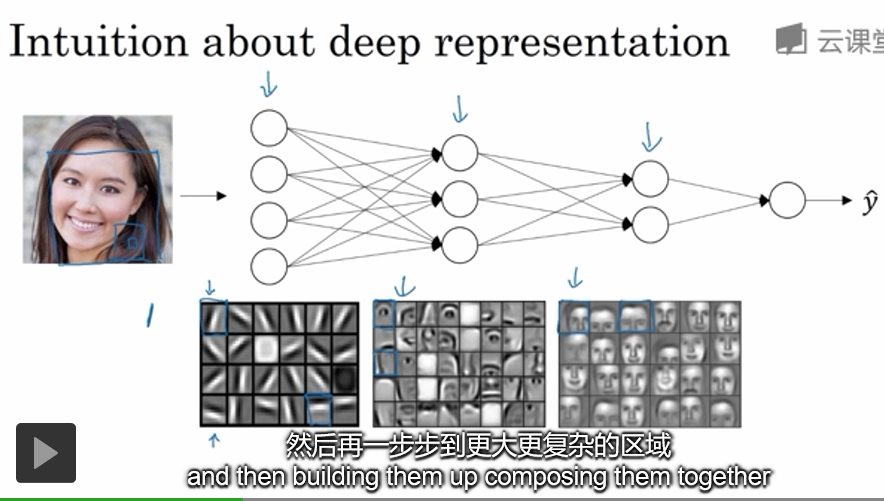 Intuition about deep representation
云课堂
ŷ
然后再一步步到更大更复杂的区域
and then building them up composing them together